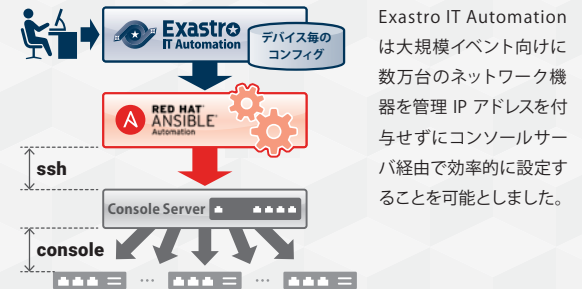 Exastro
IT Automation
デバイス毎の
コンフィグ
RED HAT
ANSIBLE
Automation
ssh
Console Server
console
... ...
Exastro IT Automation
は大規模イベント向けに
数万台のネットワーク機
器を管理 IP アドレスを付
与せずにコンソールサー
バ経由で効率的に設定す
ることを可能としました。